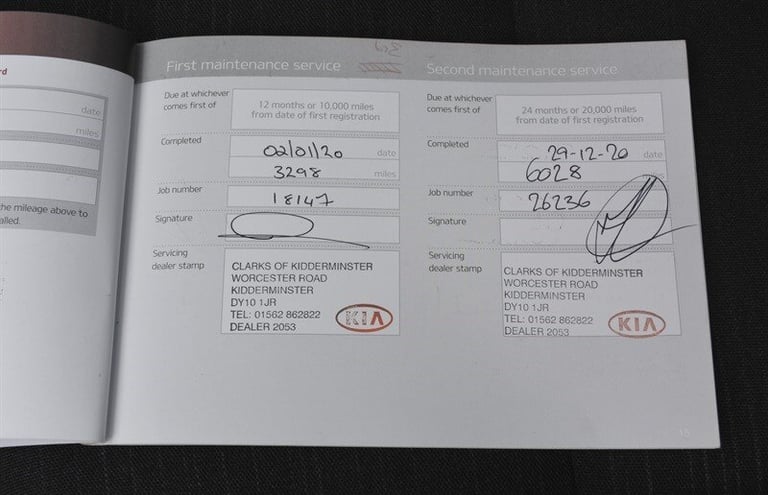 rd
date
miles
he mileage above to
alled.
First maintenance service
Due at whichever
comes first of
12 months or 10,000 miles
from date of first registration
Completed
02/01/20 date
3298 miles
Job number
18147
Signature
Servicing
dealer stamp
CLARKS OF KIDDERMINSTER
WORCESTER ROAD
KIDDERMINSTER
DY10 1JR
TEL: 01562 862822
DEALER 2053
KIA
Second maintenance service
Due at whichever
comes first of
24 months or 20,000 miles
from date of first registration
Completed
29-12-20 date
6028
Job number
26236
Signature
Servicing
dealer stamp
CLARKS OF KIDDERMINSTER
WORCESTER ROAD
KIDDERMINSTER
DY10 1JR
TEL: 01562 862822
DEALER 2053
KIA